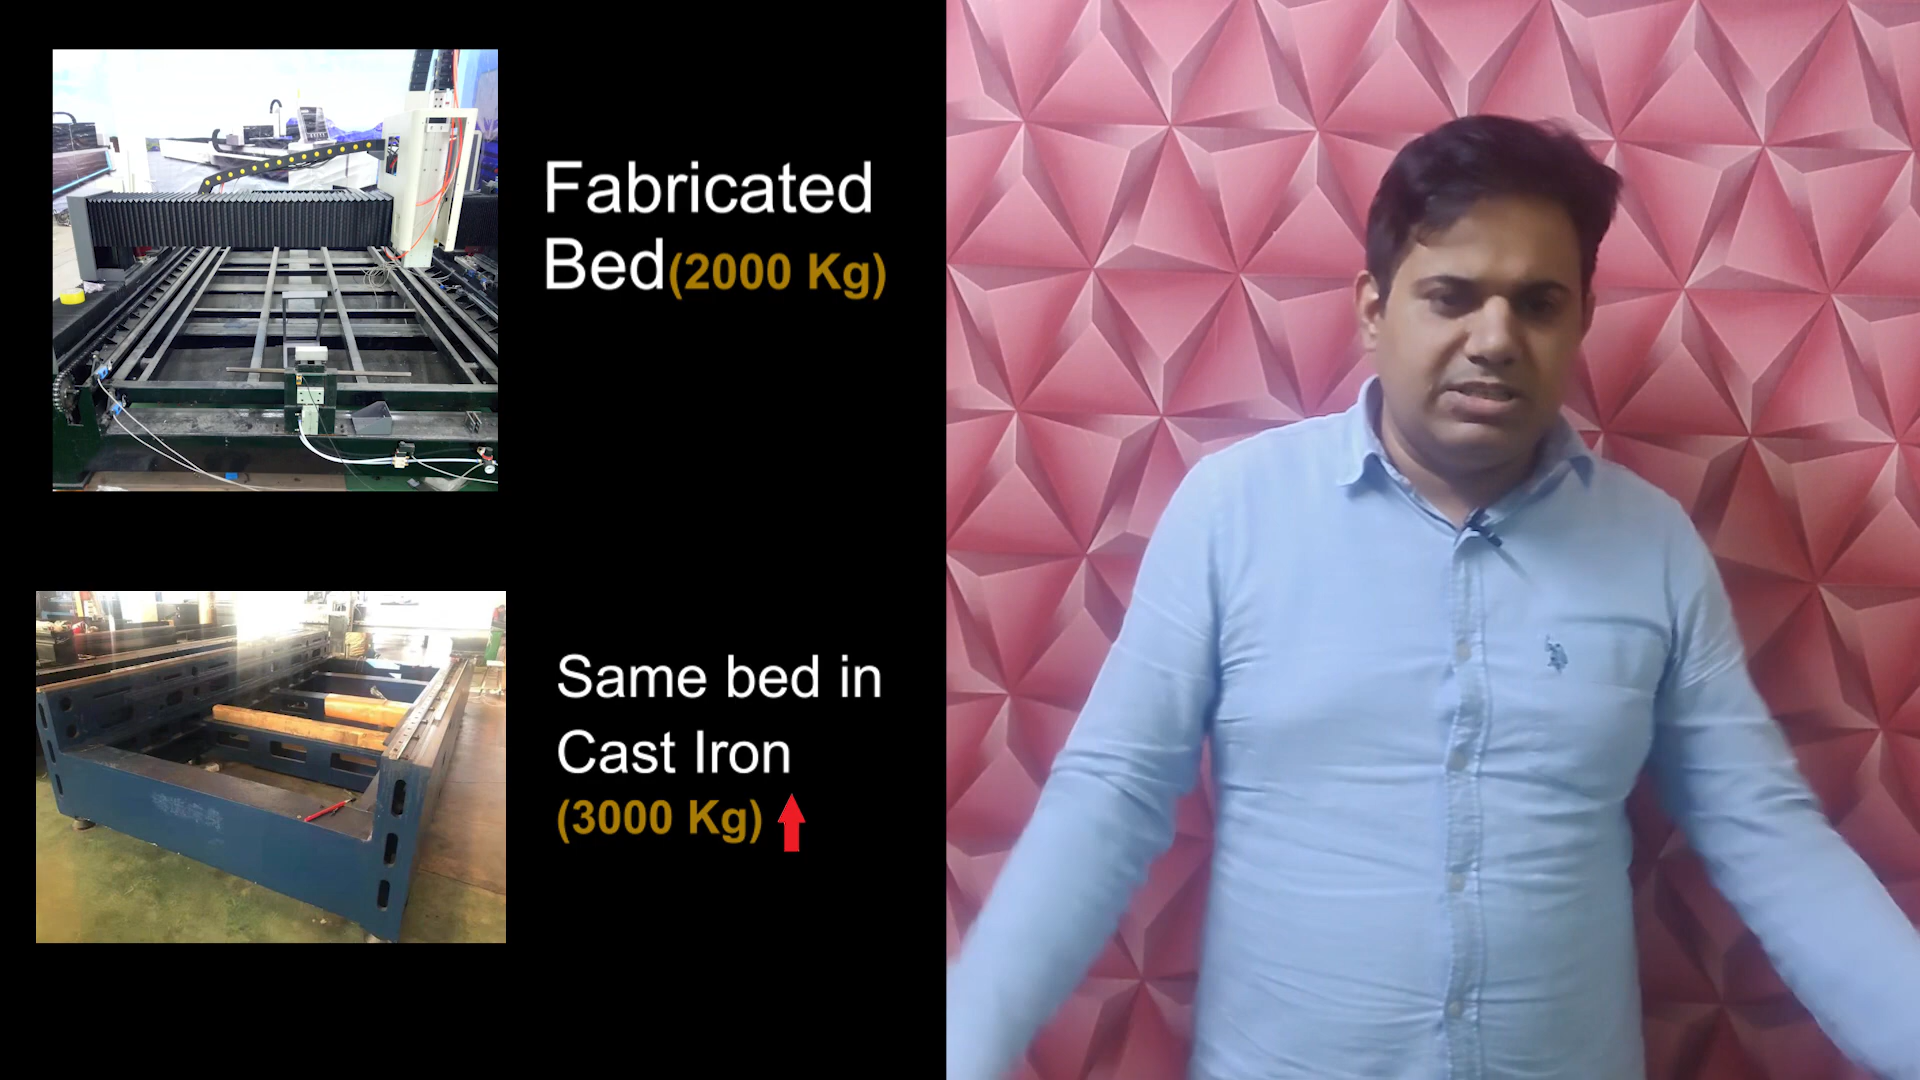 Fabricated
Bed(2000 Kg)
Same bed in
Cast Iron
(3000 Kg)